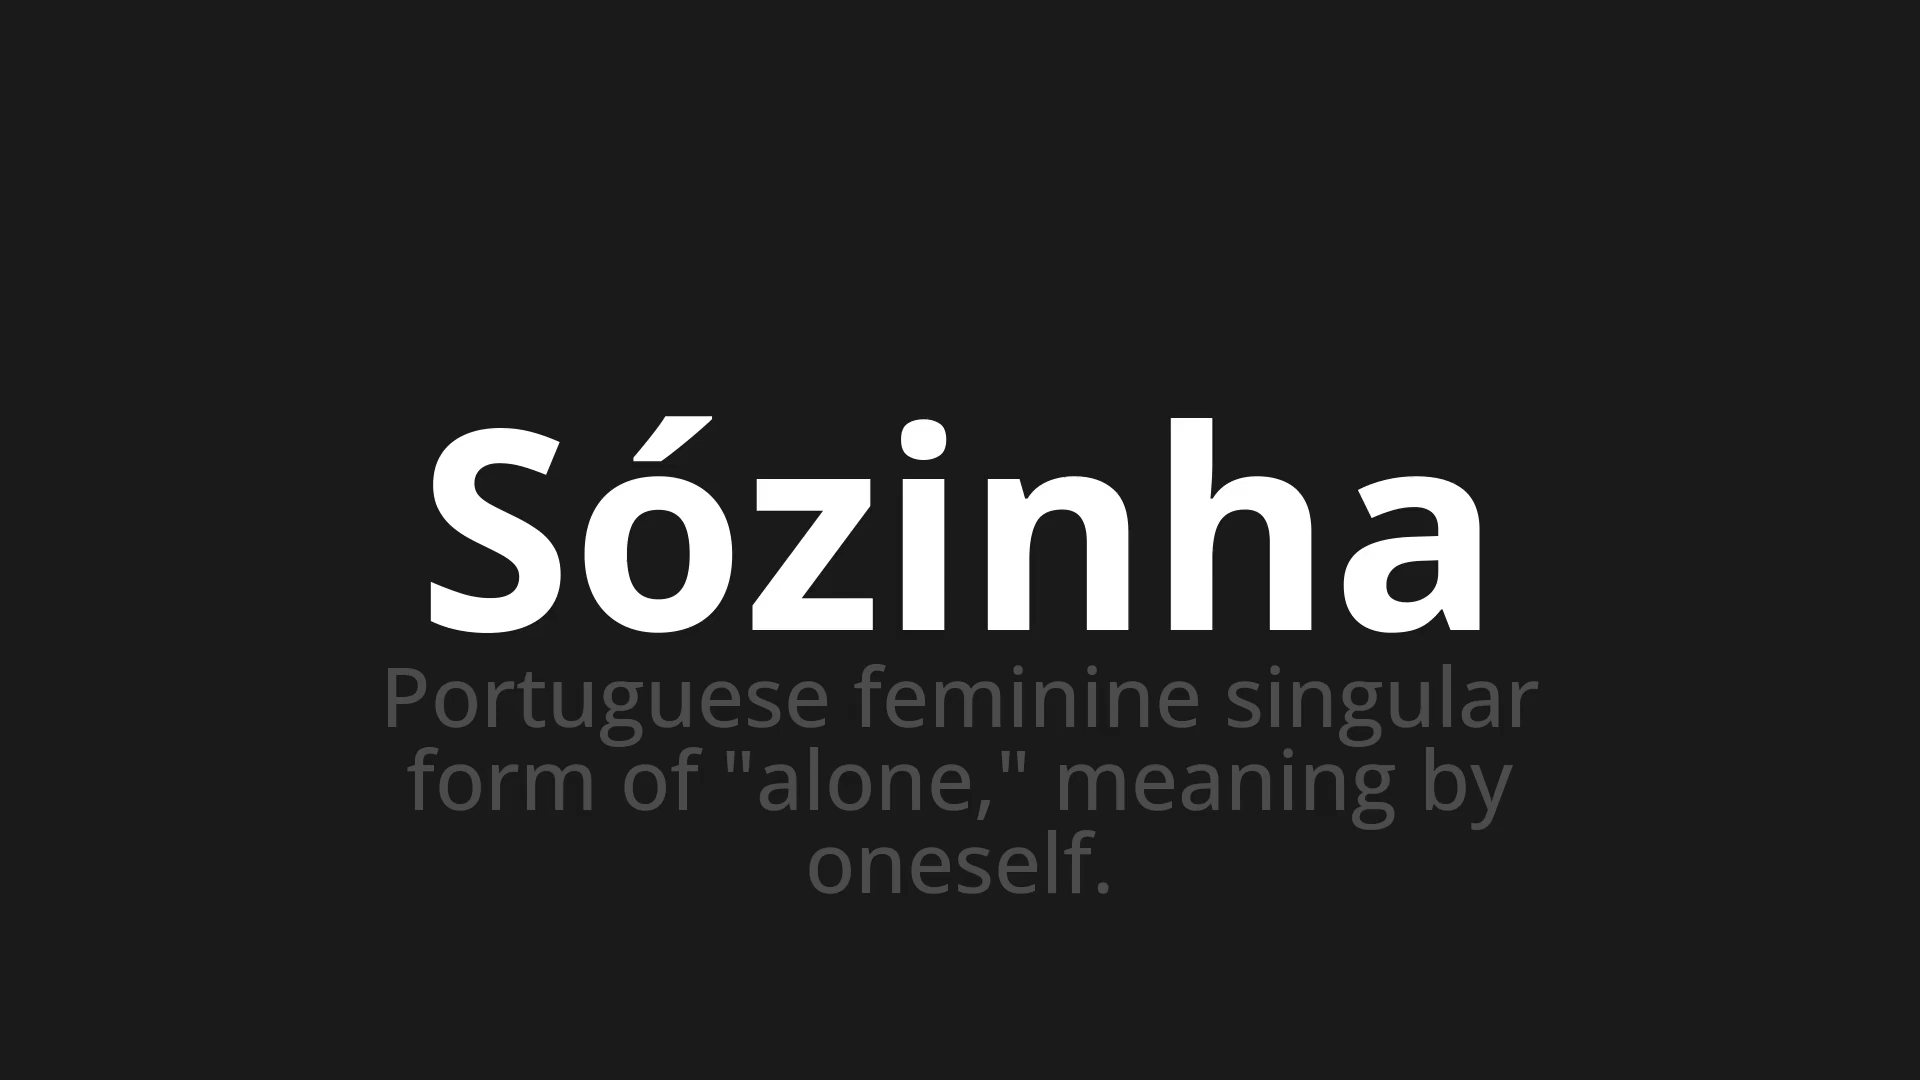 Sózinha
Portuguese feminine singular
form of "alone," meaning by
oneself.